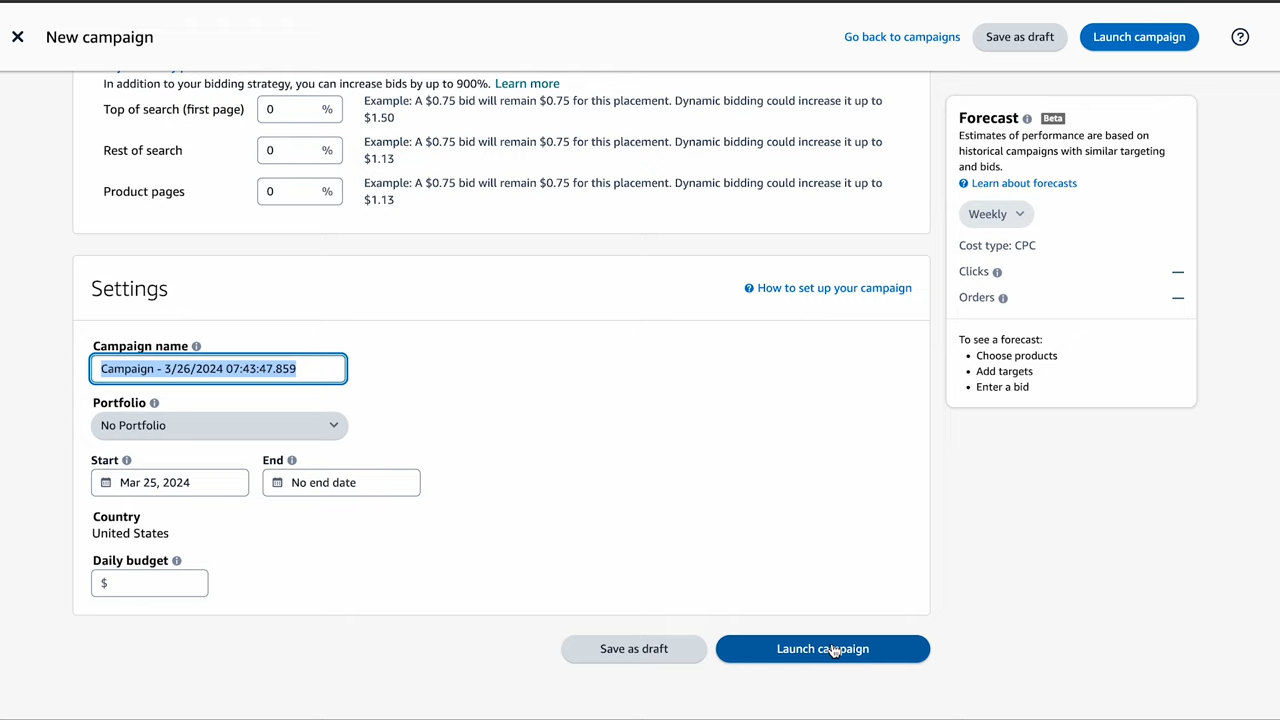 New campaign
Go back to campaigns
Save as draft
Launch campaign
In addition to your bidding strategy, you can increase bids by up to 900%. Learn more
Top of search (first page)
0 %
Example: A $0.75 bid will remain $0.75 for this placement. Dynamic bidding could increase it up to
$1.50
Rest of search
0 %
Example: A $0.75 bid will remain $0.75 for this placement. Dynamic bidding could increase it up to
$1.13
Product pages
0 %
Example: A $0.75 bid will remain $0.75 for this placement. Dynamic bidding could increase it up to
$1.13
Settings
How to set up your campaign
Campaign name
Campaign - 3/26/2024 07:43:47.859
Portfolio
No Portfolio
Start
End
Mar 25, 2024
No end date
Country
United States
Daily budget
$
Save as draft
Launch campaign
Forecast Beta
Estimates of performance are based on
historical campaigns with similar targeting
and bids.
Learn about forecasts
Weekly
Cost type: CPC
Clicks —
Orders —
To see a forecast:
• Choose products
• Add targets
• Enter a bid